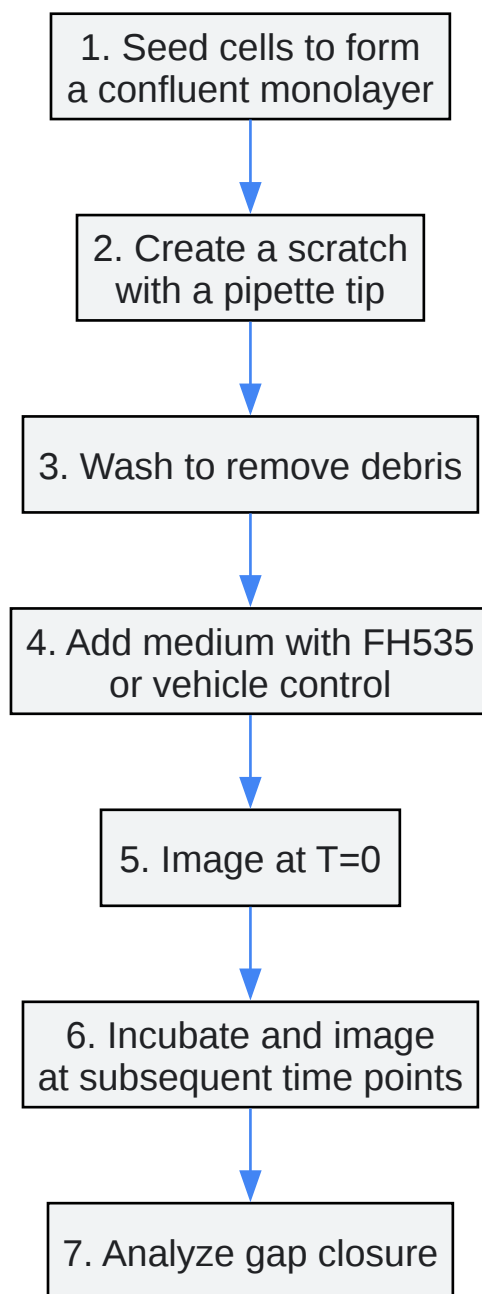 1. Seed cells to form
a confluent monolayer
2. Create a scratch
with a pipette tip
3. Wash to remove debris
4. Add medium with FH535
or vehicle control
5. Image at T=0
6. Incubate and image
at subsequent time points
7. Analyze gap closure